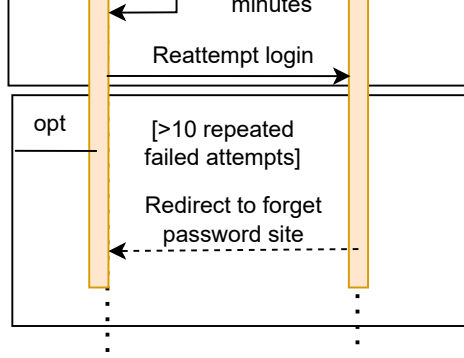 minutes
Reattempt login
opt
[>10 repeated
failed attempts]
Redirect to forget
password site